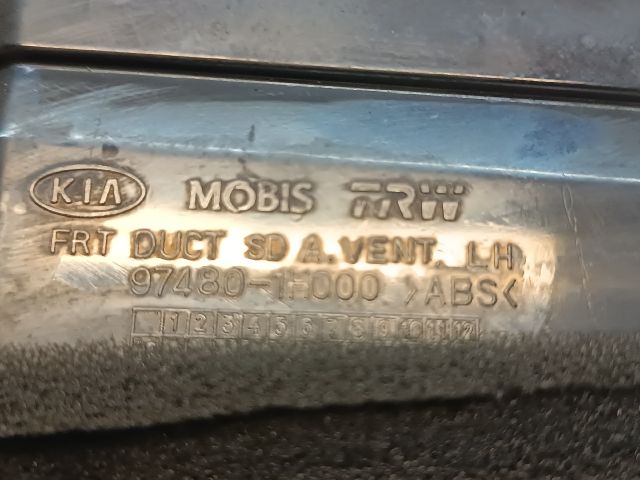 KIA MOBIS TRW
FRT DUCT SD A.VENT. LH
97480-1H000 >ABS<
1 2 3 4 5 6 7 8 9 10 11 12